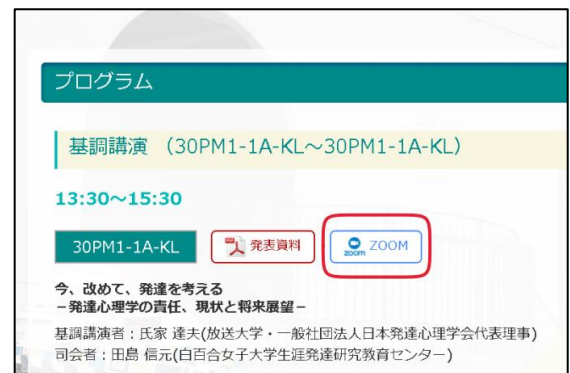 プログラム
基調講演 （30PM1-1A-KL～30PM1-1A-KL）
13:30～15:30
30PM1-1A-KL PDF 発表資料 zoom ZOOM
今、改めて、発達を考える
－発達心理学の責任、現状と将来展望－
基調講演者：氏家 達夫(放送大学・一般社団法人日本発達心理学会代表理事)
司会者：田島 信元(白百合女子大学生涯発達研究教育センター)